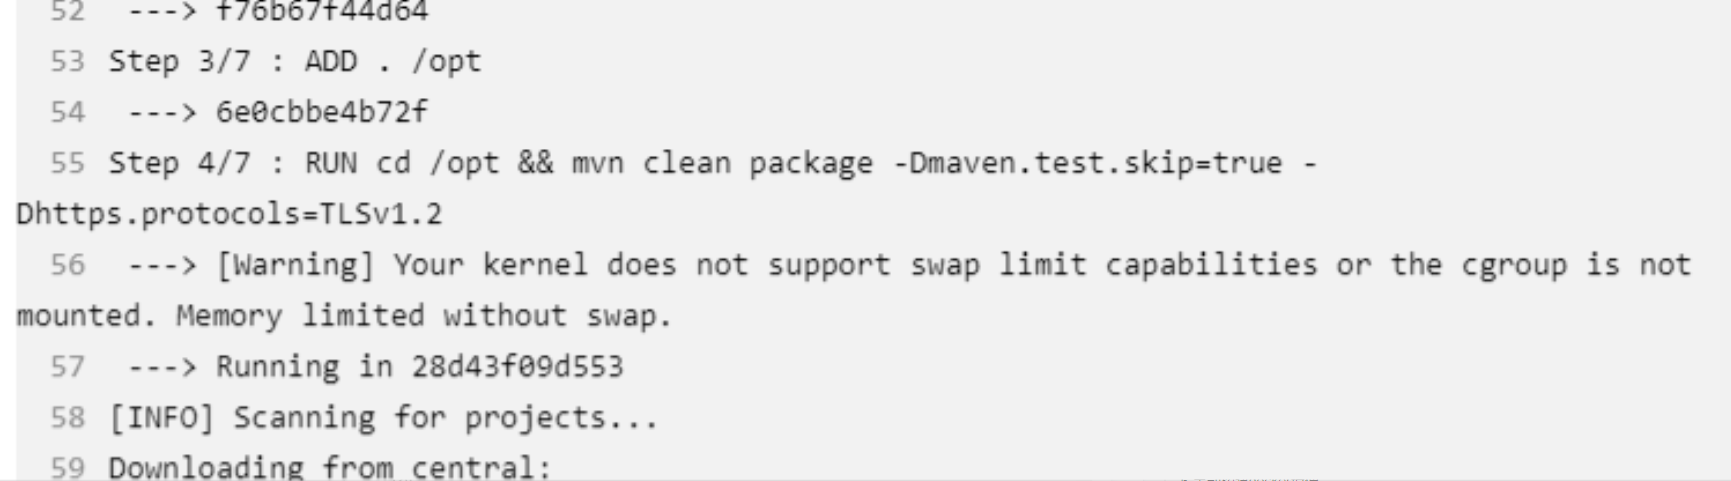 52 ---> f76b67f44d64
53 Step 3/7 : ADD . /opt
54 ---> 6e0cbbe4b72f
55 Step 4/7 : RUN cd /opt && mvn clean package -Dmaven.test.skip=true -
Dhttps.protocols=TLSv1.2
56 ---> [Warning] Your kernel does not support swap limit capabilities or the cgroup is not
mounted. Memory limited without swap.
57 ---> Running in 28d43f09d553
58 [INFO] Scanning for projects...
59 Downloading from central: